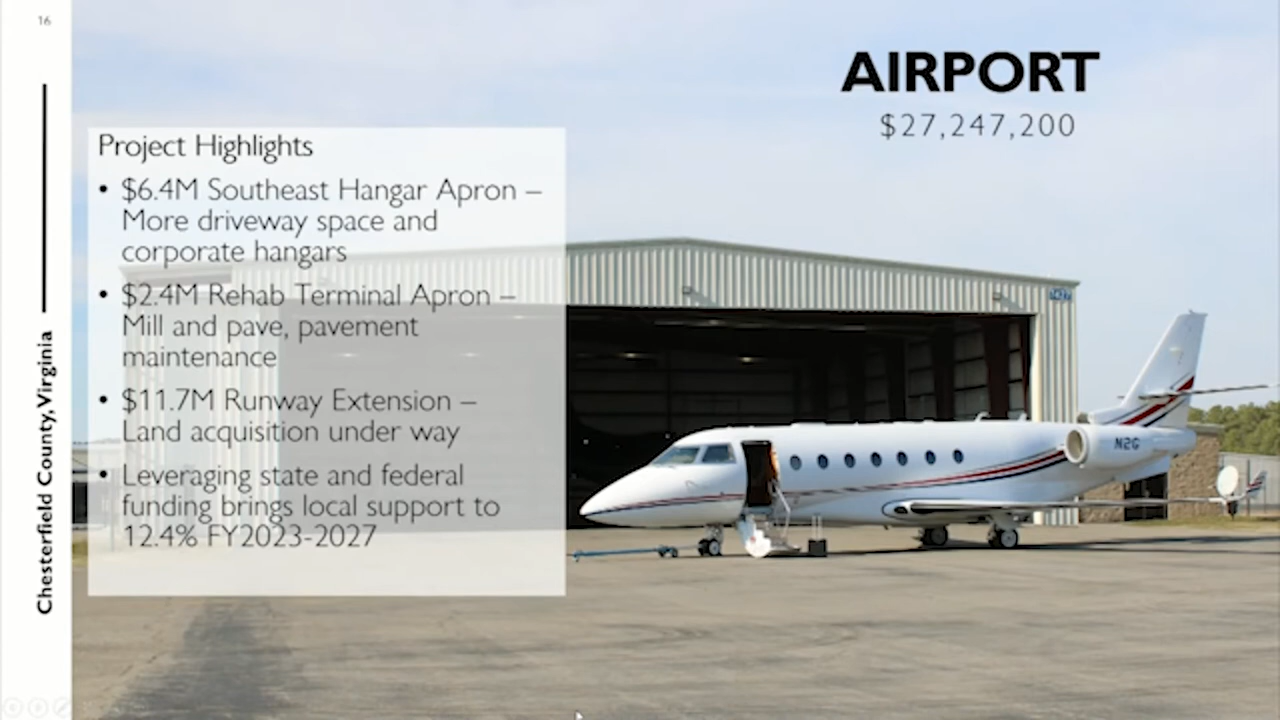 16
AIRPORT
$27,247,200
Project Highlights
• $6.4M Southeast Hangar Apron –
More driveway space and
corporate hangars
• $2.4M Rehab Terminal Apron –
Mill and pave, pavement
maintenance
• $11.7M Runway Extension –
Land acquisition under way
• Leveraging state and federal
funding brings local support to
12.4% FY2023-2027
Chesterfield County, Virginia
7427
N2G